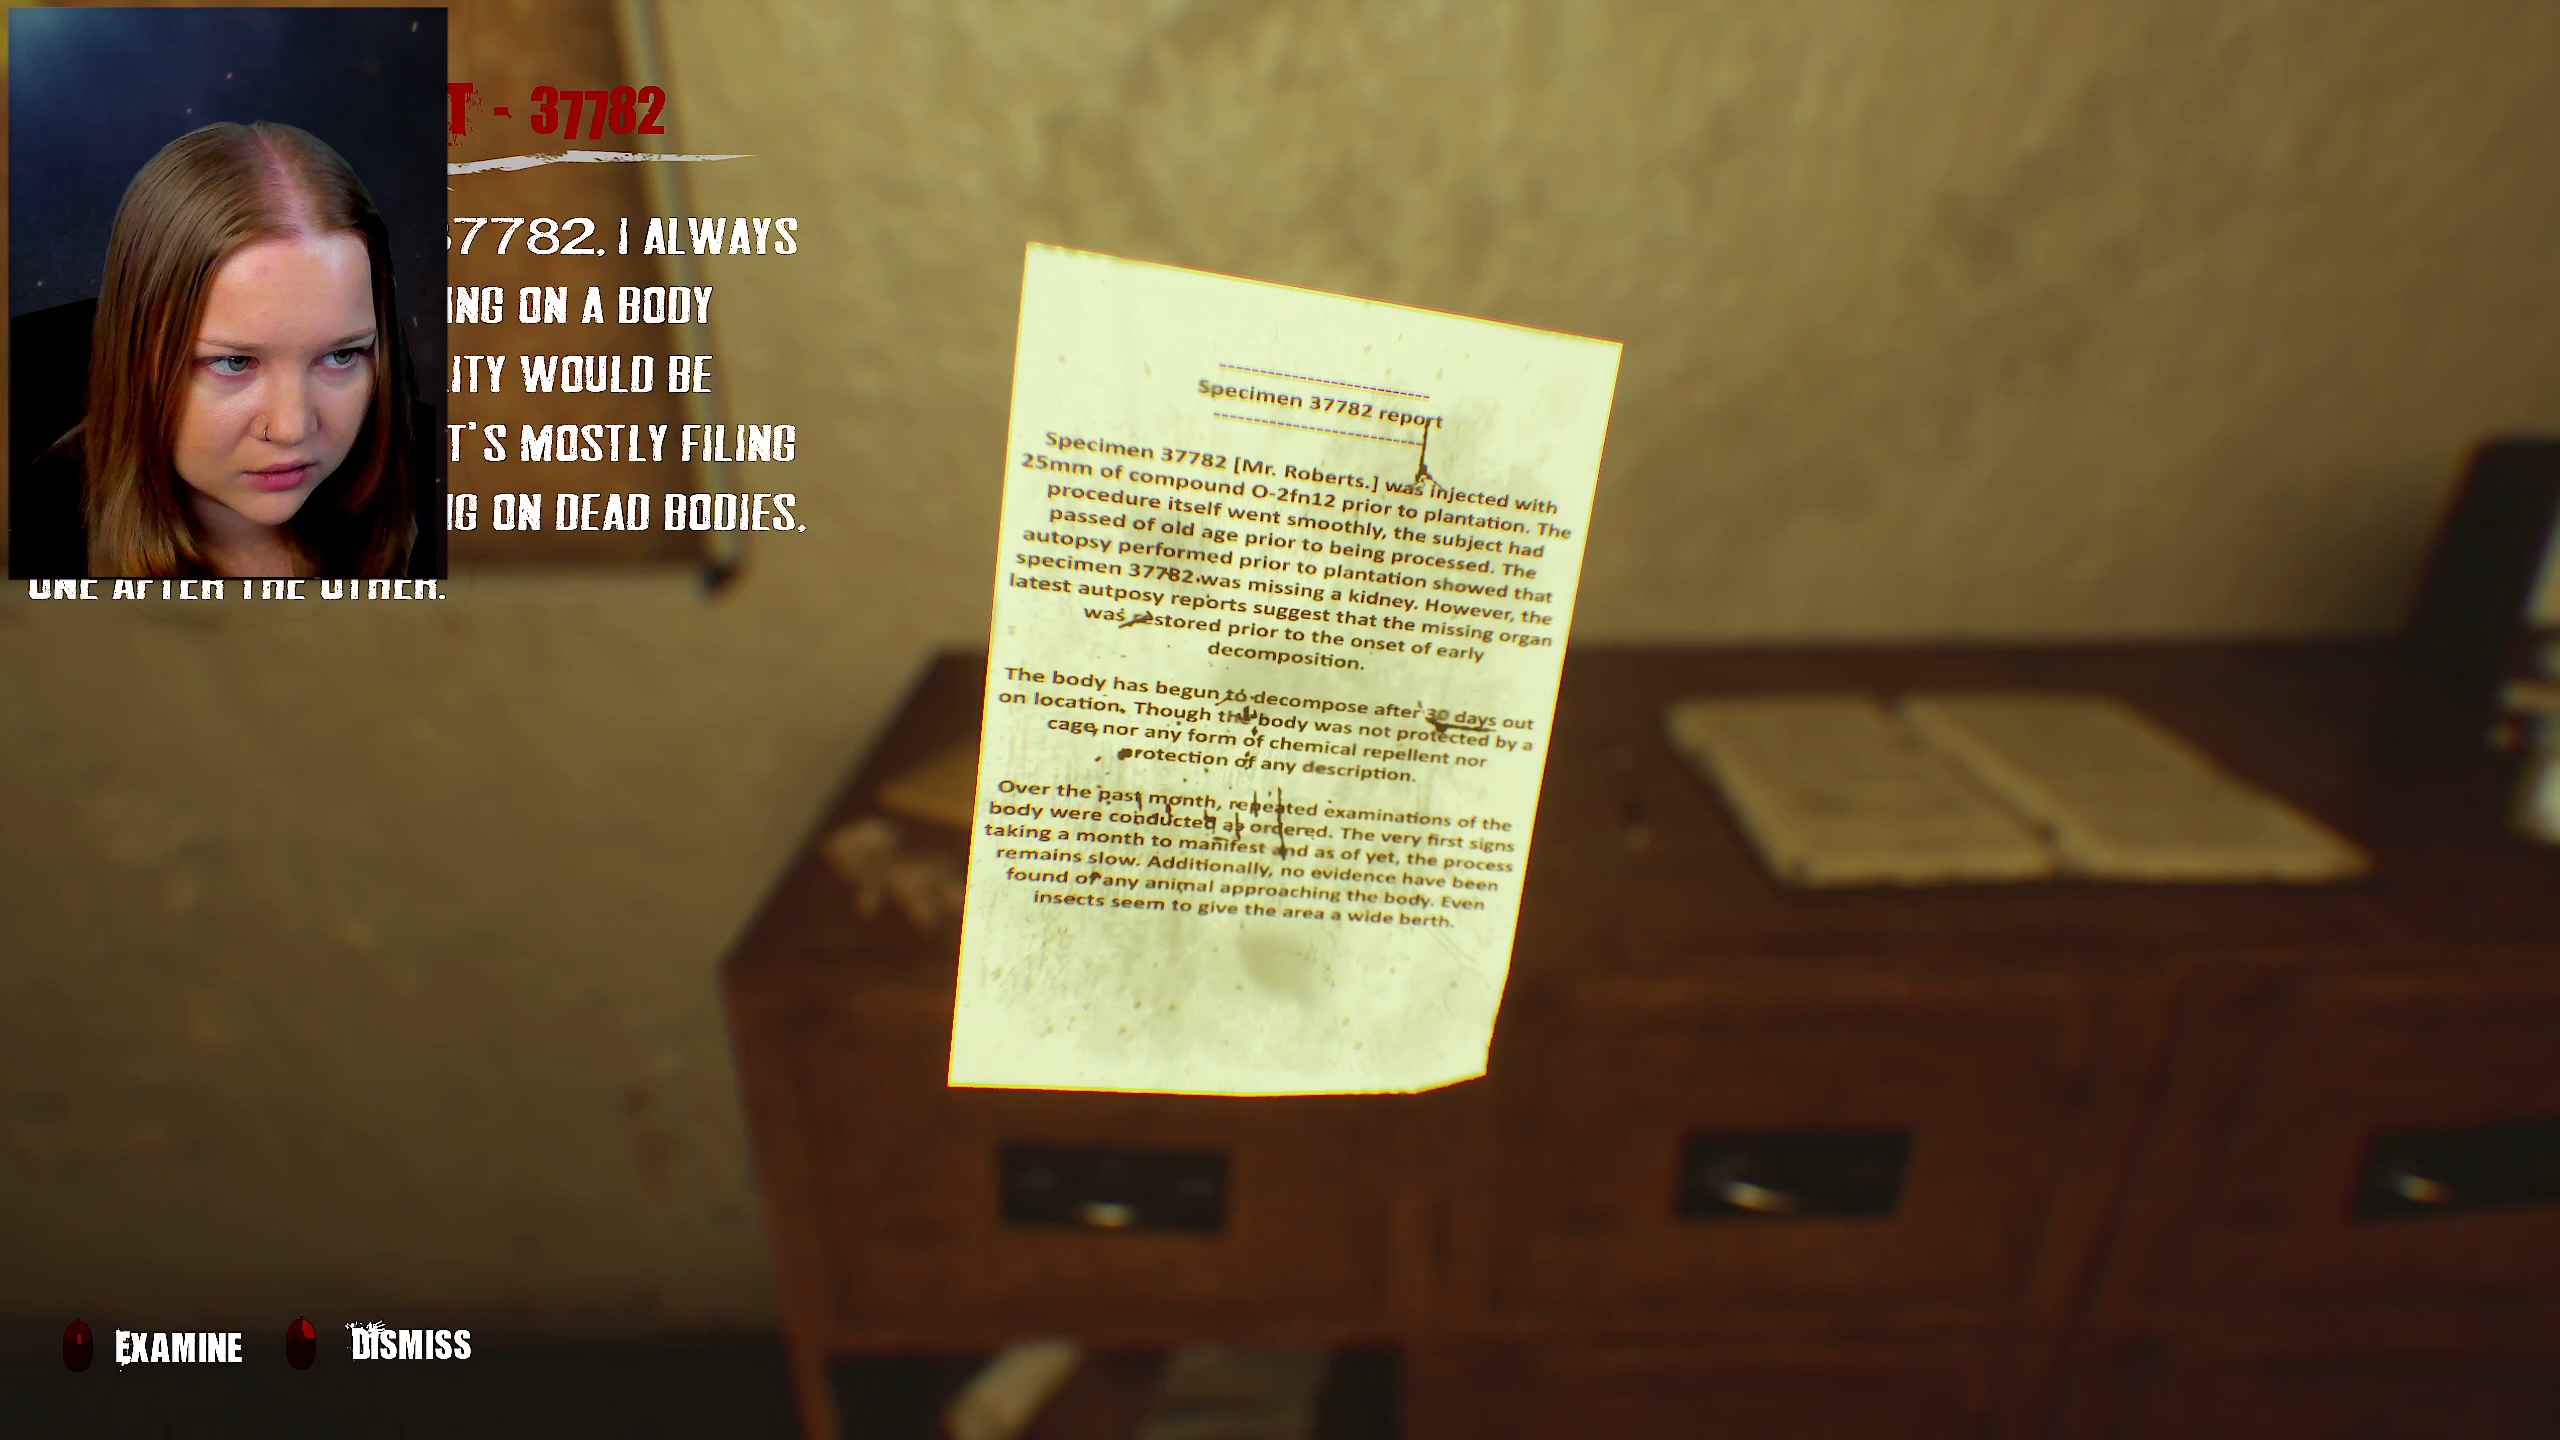 T - 37782
37782, I ALWAYS
ING ON A BODY
LITY WOULD BE
T'S MOSTLY FILING
NG ON DEAD BODIES,
ONE AFTER THE OTHER.
Specimen 37782 report
Specimen 37782 [Mr. Roberts.] was injected with
25mm of compound O-2fn12 prior to plantation. The
procedure itself went smoothly, the subject had
passed of old age prior to being processed. The
autopsy performed prior to plantation showed that
specimen 37782 was missing a kidney. However, the
latest autposy reports suggest that the missing organ
was restored prior to the onset of early
decomposition.
The body has begun to decompose after 30 days out
on location. Though the body was not protected by a
cage, nor any form of chemical repellent nor
protection of any description.
Over the past month, repeated examinations of the
body were conducted as ordered. The very first signs
taking a month to manifest and as of yet, the process
remains slow. Additionally, no evidence have been
found of any animal approaching the body. Even
insects seem to give the area a wide berth.
EXAMINE
DISMISS